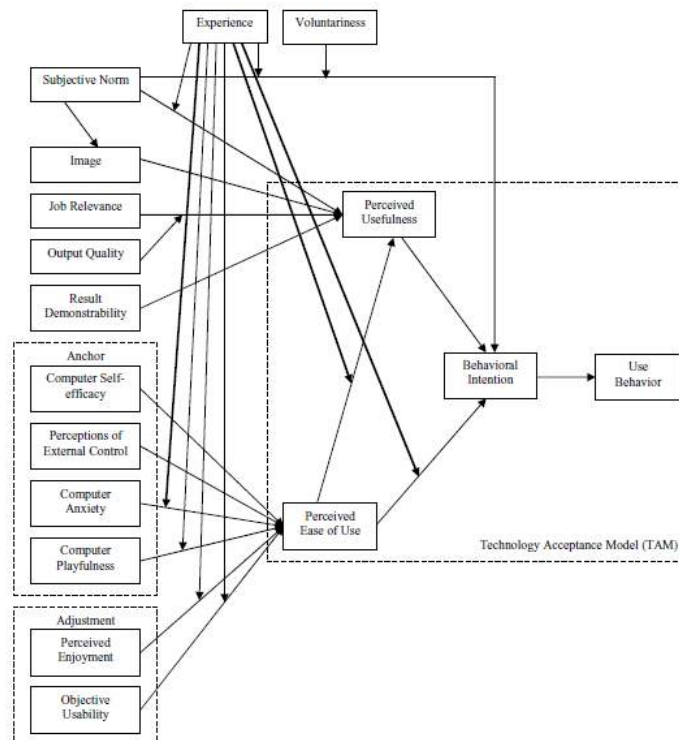 Experience
Voluntariness
Subjective Norm
Image
Job Relevance
Output Quality
Result
Demonstrability
Perceived
Usefulness
Anchor
Computer Self-
efficacy
Perceptions of
External Control
Computer
Anxiety
Computer
Playfulness
Behavioral
Intention
Use
Behavior
Perceived
Ease of Use
Technology Acceptance Model (TAM)
Adjustment
Perceived
Enjoyment
Objective
Usability